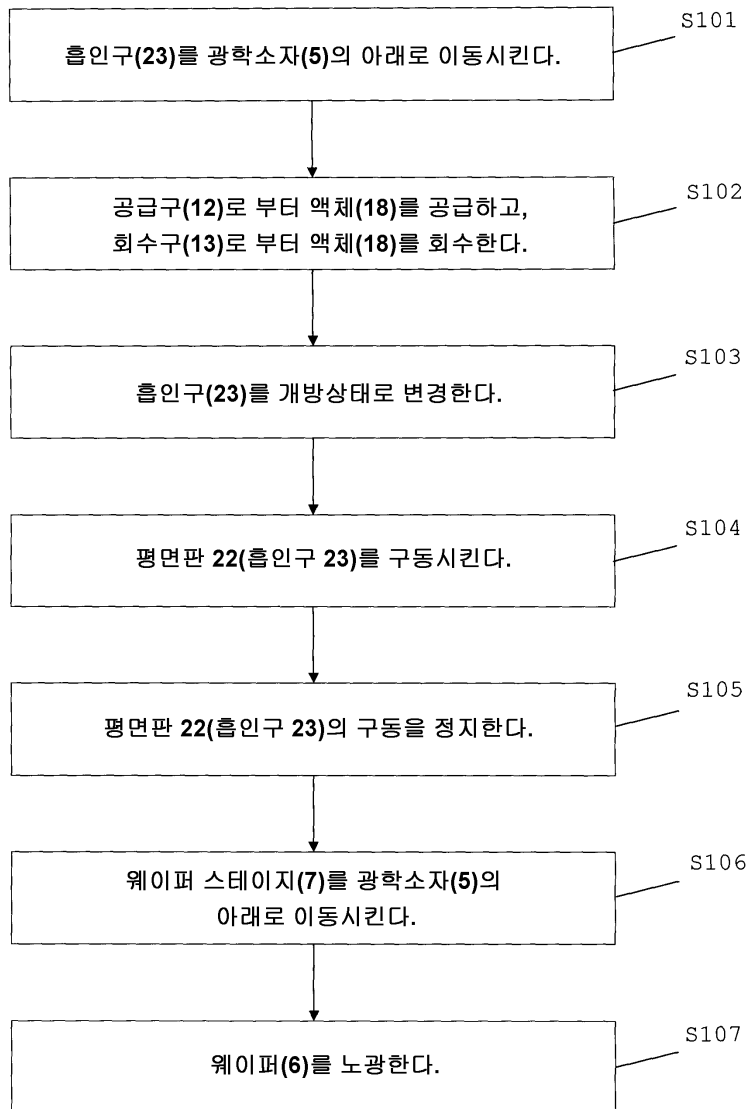 S101
흡인구(23)를 광학소자(5)의 아래로 이동시킨다.
S102
공급구(12)로 부터 액체(18)를 공급하고,
회수구(13)로 부터 액체(18)를 회수한다.
S103
흡인구(23)를 개방상태로 변경한다.
S104
평면판 22(흡인구 23)를 구동시킨다.
S105
평면판 22(흡인구 23)의 구동을 정지한다.
S106
웨이퍼 스테이지(7)를 광학소자(5)의
아래로 이동시킨다.
S107
웨이퍼(6)를 노광한다.